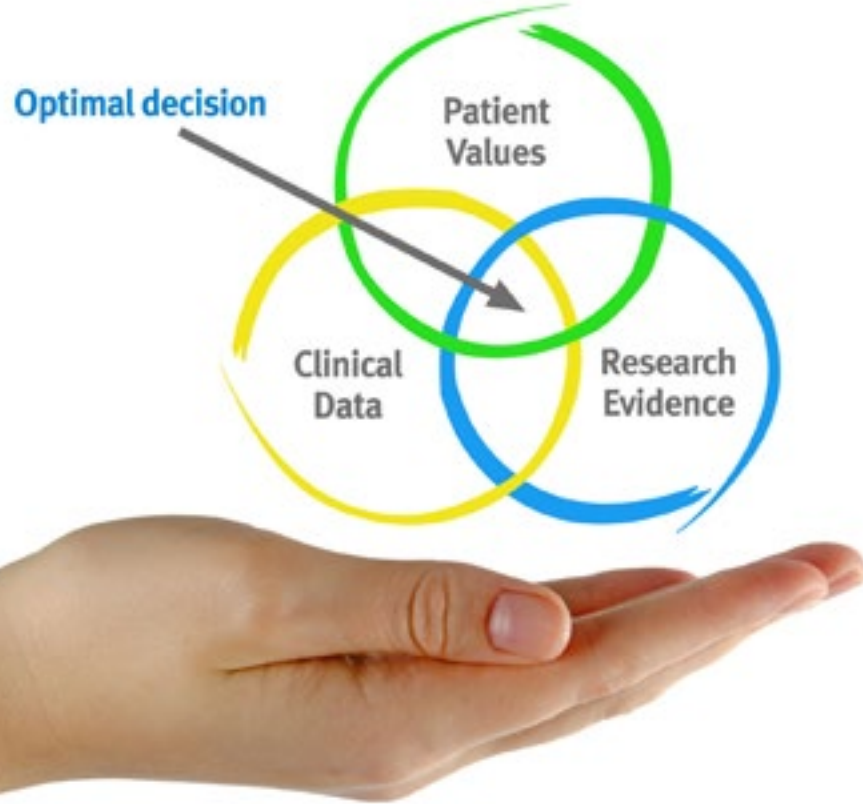 Optimal decision
Patient
Values
Clinical
Data
Research
Evidence